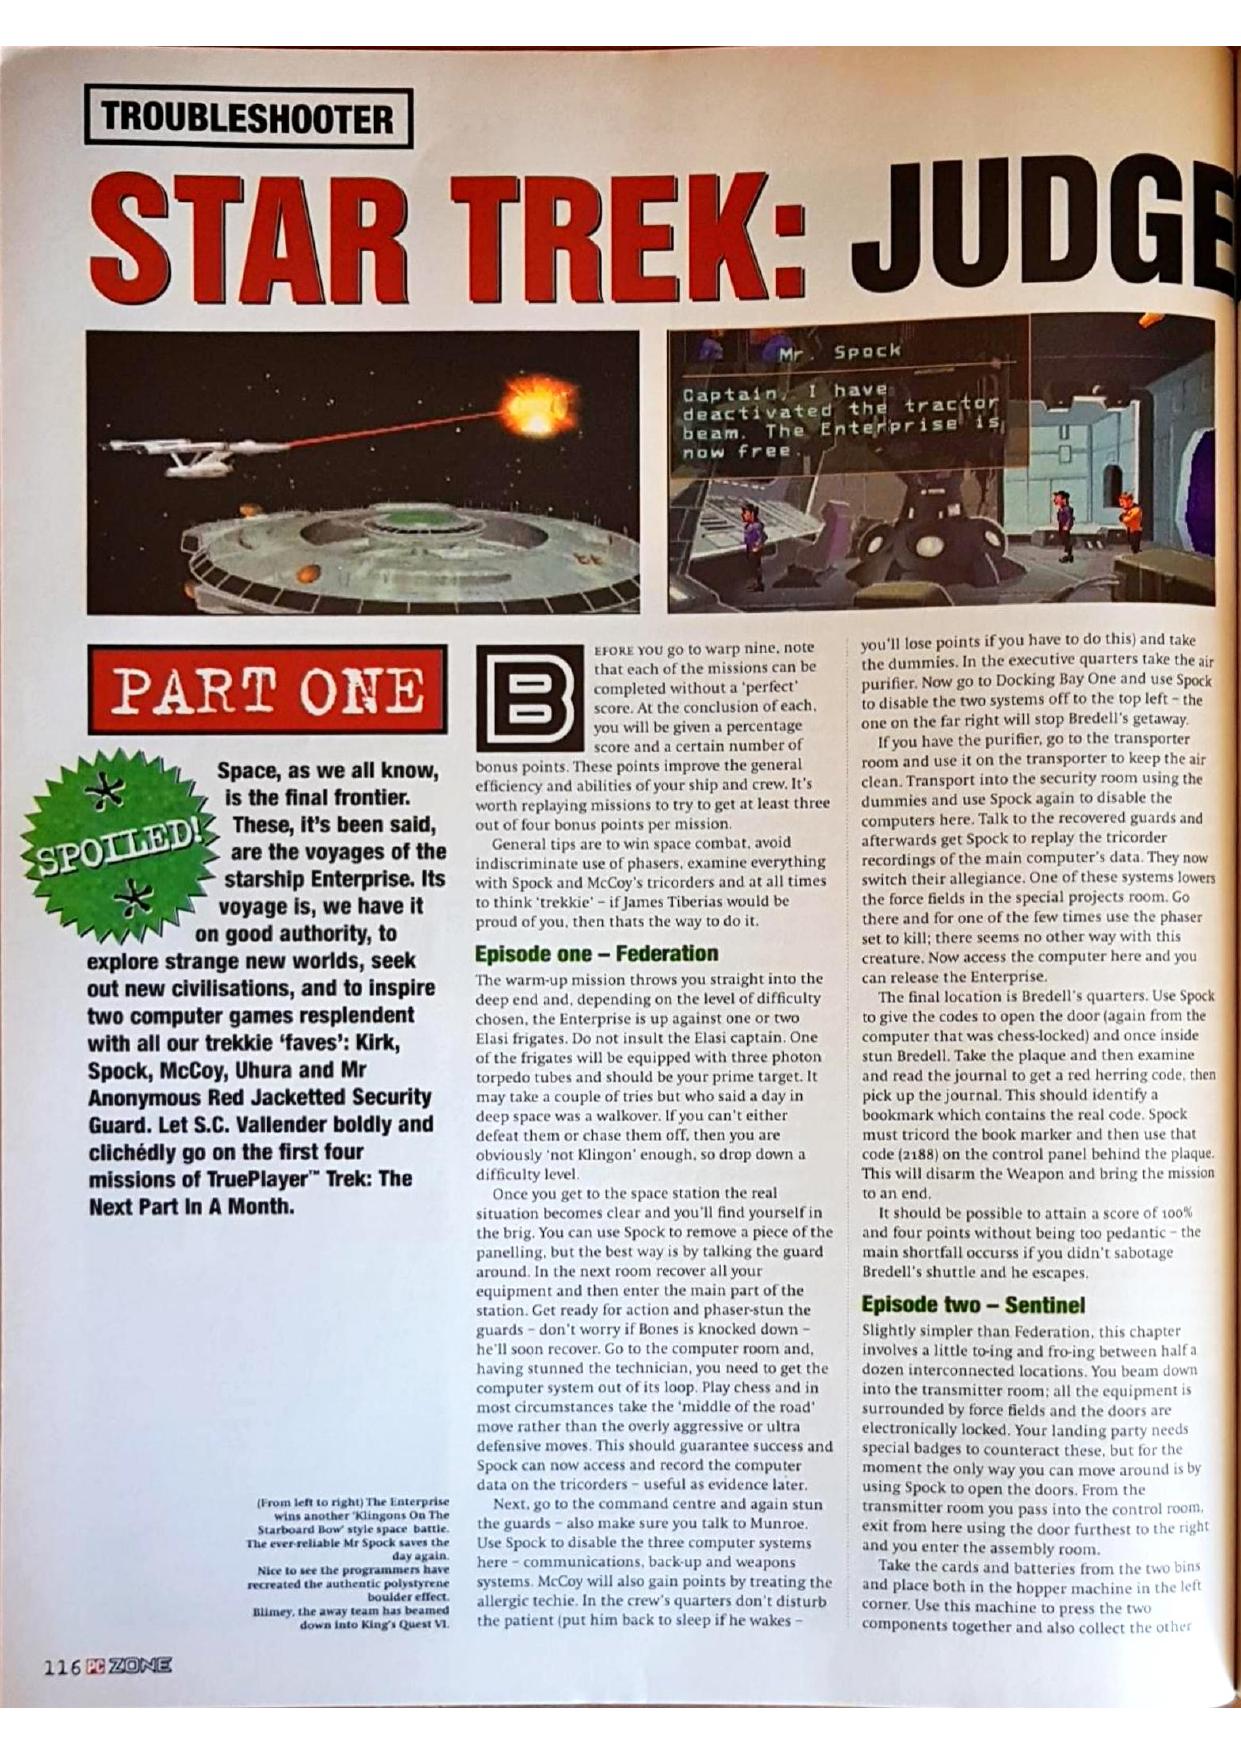 TROUBLESHOOTER
STAR TREK: JUDGE
Mr. Spock
Captain, I have
deactivated the tractor
beam. The Enterprise is
now free.
PART ONE
SPOILED!
Space, as we all know,
is the final frontier.
These, it's been said,
are the voyages of the
starship Enterprise. Its
voyage is, we have it
on good authority, to
explore strange new worlds, seek
out new civilisations, and to inspire
two computer games resplendent
with all our trekkie 'faves': Kirk,
Spock, McCoy, Uhura and Mr
Anonymous Red Jacketted Security
Guard. Let S.C. Vallender boldly and
clichédly go on the first four
missions of TruePlayer™ Trek: The
Next Part In A Month.
(From left to right) The Enterprise
wins another 'Klingons On The
Starboard Bow' style space battle.
The ever-reliable Mr Spock saves the
day again.
Nice to see the programmers have
recreated the authentic polystyrene
boulder effect.
Blimey, the away team has beamed
down into King's Quest VI.
BEFORE YOU go to warp nine, note
that each of the missions can be
completed without a 'perfect'
score. At the conclusion of each,
you will be given a percentage
score and a certain number of
bonus points. These points improve the general
efficiency and abilities of your ship and crew. It's
worth replaying missions to try to get at least three
out of four bonus points per mission.
General tips are to win space combat, avoid
indiscriminate use of phasers, examine everything
with Spock and McCoy's tricorders and at all times
to think 'trekkie' – if James Tiberias would be
proud of you, then thats the way to do it.
Episode one – Federation
The warm-up mission throws you straight into the
deep end and, depending on the level of difficulty
chosen, the Enterprise is up against one or two
Elasi frigates. Do not insult the Elasi captain. One
of the frigates will be equipped with three photon
torpedo tubes and should be your prime target. It
may take a couple of tries but who said a day in
deep space was a walkover. If you can't either
defeat them or chase them off, then you are
obviously 'not Klingon' enough, so drop down a
difficulty level.
Once you get to the space station the real
situation becomes clear and you'll find yourself in
the brig. You can use Spock to remove a piece of the
panelling, but the best way is by talking the guard
around. In the next room recover all your
equipment and then enter the main part of the
station. Get ready for action and phaser-stun the
guards – don't worry if Bones is knocked down –
he'll soon recover. Go to the computer room and,
having stunned the technician, you need to get the
computer system out of its loop. Play chess and in
most circumstances take the 'middle of the road'
move rather than the overly aggressive or ultra
defensive moves. This should guarantee success and
Spock can now access and record the computer
data on the tricorders – useful as evidence later.
Next, go to the command centre and again stun
the guards – also make sure you talk to Munroe.
Use Spock to disable the three computer systems
here – communications, back-up and weapons
systems. McCoy will also gain points by treating the
allergic techie. In the crew's quarters don't disturb
the patient (put him back to sleep if he wakes –
you'll lose points if you have to do this) and take
the dummies. In the executive quarters take the air
purifier. Now go to Docking Bay One and use Spock
to disable the two systems off to the top left – the
one on the far right will stop Bredell's getaway.
If you have the purifier, go to the transporter
room and use it on the transporter to keep the air
clean. Transport into the security room using the
dummies and use Spock again to disable the
computers here. Talk to the recovered guards and
afterwards get Spock to replay the tricorder
recordings of the main computer's data. They now
switch their allegiance. One of these systems lowers
the force fields in the special projects room. Go
there and for one of the few times use the phaser
set to kill; there seems no other way with this
creature. Now access the computer here and you
can release the Enterprise.
The final location is Bredell's quarters. Use Spock
to give the codes to open the door (again from the
computer that was chess-locked) and once inside
stun Bredell. Take the plaque and then examine
and read the journal to get a red herring code, then
pick up the journal. This should identify a
bookmark which contains the real code. Spock
must tricord the book marker and then use that
code (2188) on the control panel behind the plaque.
This will disarm the Weapon and bring the mission
to an end.
It should be possible to attain a score of 100%
and four points without being too pedantic – the
main shortfall occurss if you didn't sabotage
Bredell's shuttle and he escapes.
Episode two – Sentinel
Slightly simpler than Federation, this chapter
involves a little to-ing and fro-ing between half a
dozen interconnected locations. You beam down
into the transmitter room; all the equipment is
surrounded by force fields and the doors are
electronically locked. Your landing party needs
special badges to counteract these, but for the
moment the only way you can move around is by
using Spock to open the doors. From the
transmitter room you pass into the control room,
exit from here using the door furthest to the right
and you enter the assembly room.
Take the cards and batteries from the two bins
and place both in the hopper machine in the left
corner. Use this machine to press the two
components together and also collect the other
116 PC ZONE